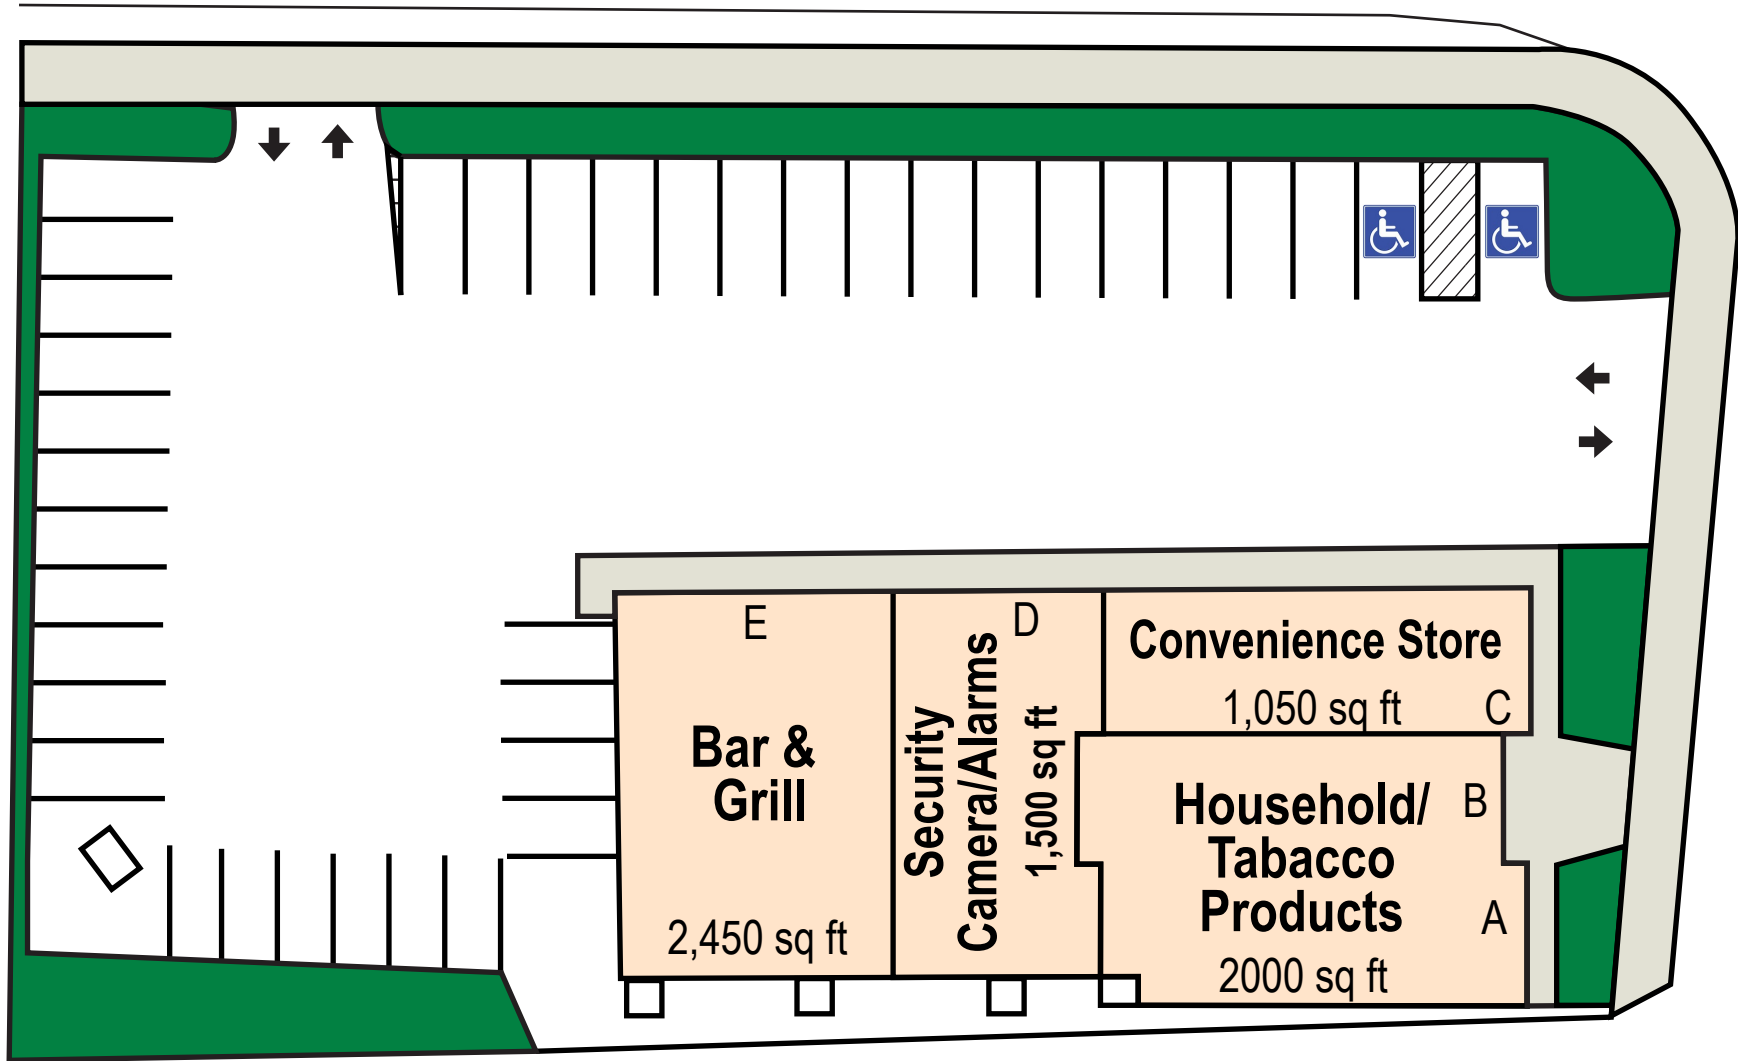 E
Bar &
Grill
2,450 sq ft
D
Security
Camera/Alarms
1,500 sq ft
Convenience Store
1,050 sq ft
C
Household/
Tabacco
Products
B
A
2000 sq ft